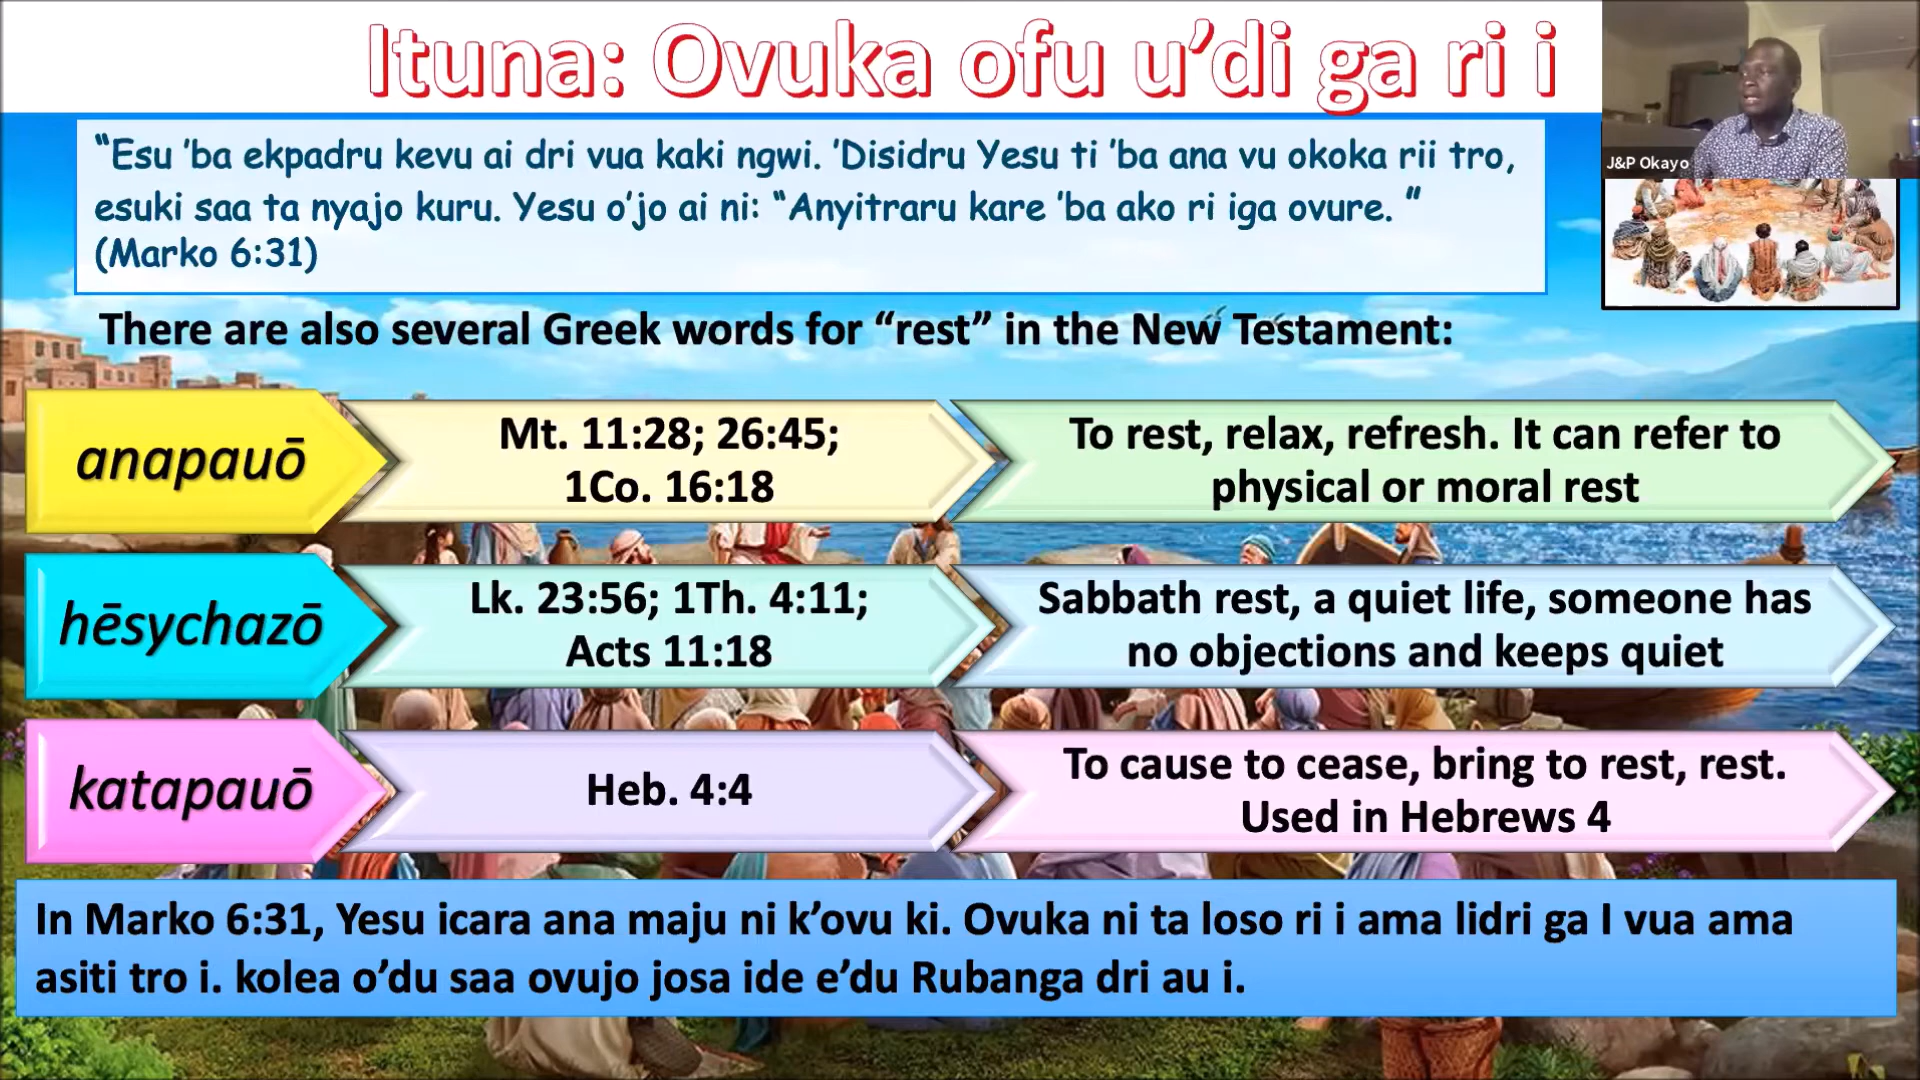 Ituna: Ovuka ofu u’di ga ri i
J&P Okayo
“Esu ’ba ekpadru kevu ai dri vua kaki ngwi. ’Disidru Yesu ti ’ba ana vu okoka rii tro,
esuki saa ta nyajo kuru. Yesu o’jo ai ni: “Anyitraru kare ’ba ako ri iga ovure. ”
(Marko 6:31)
There are also several Greek words for “rest” in the New Testament:
anapauō
Mt. 11:28; 26:45;
1Co. 16:18
To rest, relax, refresh. It can refer to
physical or moral rest
hēsychazō
Lk. 23:56; 1Th. 4:11;
Acts 11:18
Sabbath rest, a quiet life, someone has
no objections and keeps quiet
katapauō
Heb. 4:4
To cause to cease, bring to rest, rest.
Used in Hebrews 4
In Marko 6:31, Yesu icara ana maju ni k’ovu ki. Ovuka ni ta loso ri i ama lidri ga I vua ama
asiti tro i. kolea o’du saa ovujo josa ide e’du Rubanga dri au i.